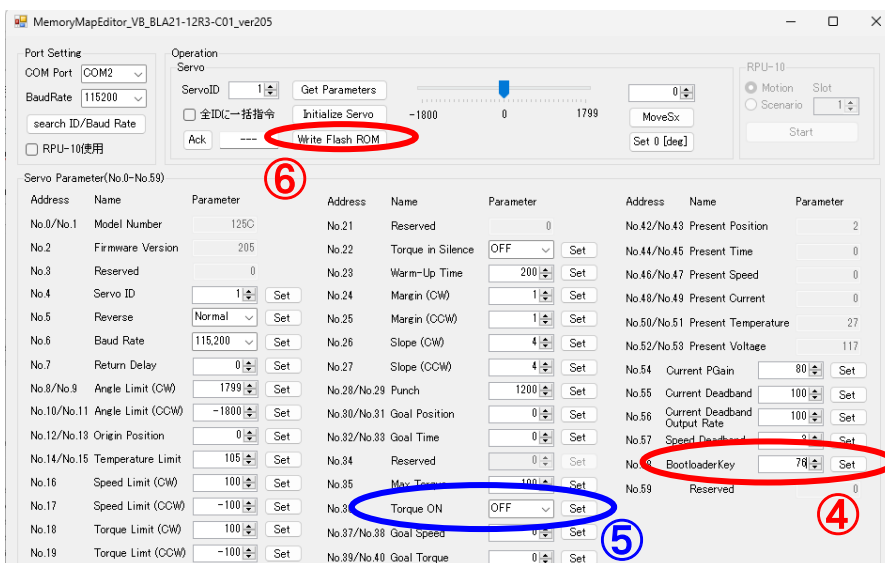 MemoryMapEditor_VB_BLA21-12R3-C01_ver205
Port Setting
COM Port COM2
BaudRate 115200
search ID/Baud Rate
RPU-10使用
Operation
Servo
ServoID 1 Get Parameters
全IDに一括指令 Initialize Servo
Ack --- Write Flash ROM
-1800 0 1799
0
MoveSx
Set 0 [deg]
RPU-10
Motion Slot
Scenario 1
Start
⑥
Servo Parameter(No.0-No.59)
Address Name Parameter
No.0/No.1 Model Number 125C
No.2 Firmware Version 205
No.3 Reserved 0
No.4 Servo ID 1 Set
No.5 Reverse Normal Set
No.6 Baud Rate 115,200 Set
No.7 Return Delay 0 Set
No.8/No.9 Angle Limit (CW) 1799 Set
No.10/No.11 Angle Limit (CCW) -1800 Set
No.12/No.13 Origin Position 0 Set
No.14/No.15 Temperature Limit 105 Set
No.16 Speed Limit (CW) 100 Set
No.17 Speed Limit (CCW) -100 Set
No.18 Torque Limit (CW) 100 Set
No.19 Torque Limt (CCW) -100 Set
Address Name Parameter
No.21 Reserved 0
No.22 Torque in Silence OFF Set
No.23 Warm-Up Time 200 Set
No.24 Margin (CW) 1 Set
No.25 Margin (CCW) 1 Set
No.26 Slope (CW) 4 Set
No.27 Slope (CCW) 4 Set
No.28/No.29 Punch 1200 Set
No.30/No.31 Goal Position 0 Set
No.32/No.33 Goal Time 0 Set
No.34 Reserved 0 Set
No.35 Max Torque 100 Set
Torque ON OFF Set
No.37/No.38 Goal Speed 0 Set
No.39/No.40 Goal Torque 0 Set
⑤
Address Name Parameter
No.42/No.43 Present Position 2
No.44/No.45 Present Time 0
No.46/No.47 Present Speed 0
No.48/No.49 Present Current 0
No.50/No.51 Present Temperature 27
No.52/No.53 Present Voltage 117
No.54 Current PGain 80 Set
No.55 Current Deadband 100 Set
No.56 Current Deadband Output Rate 100 Set
No.57 Speed Deadband Set
BootloaderKey 76 Set
No.59 Reserved 0
④